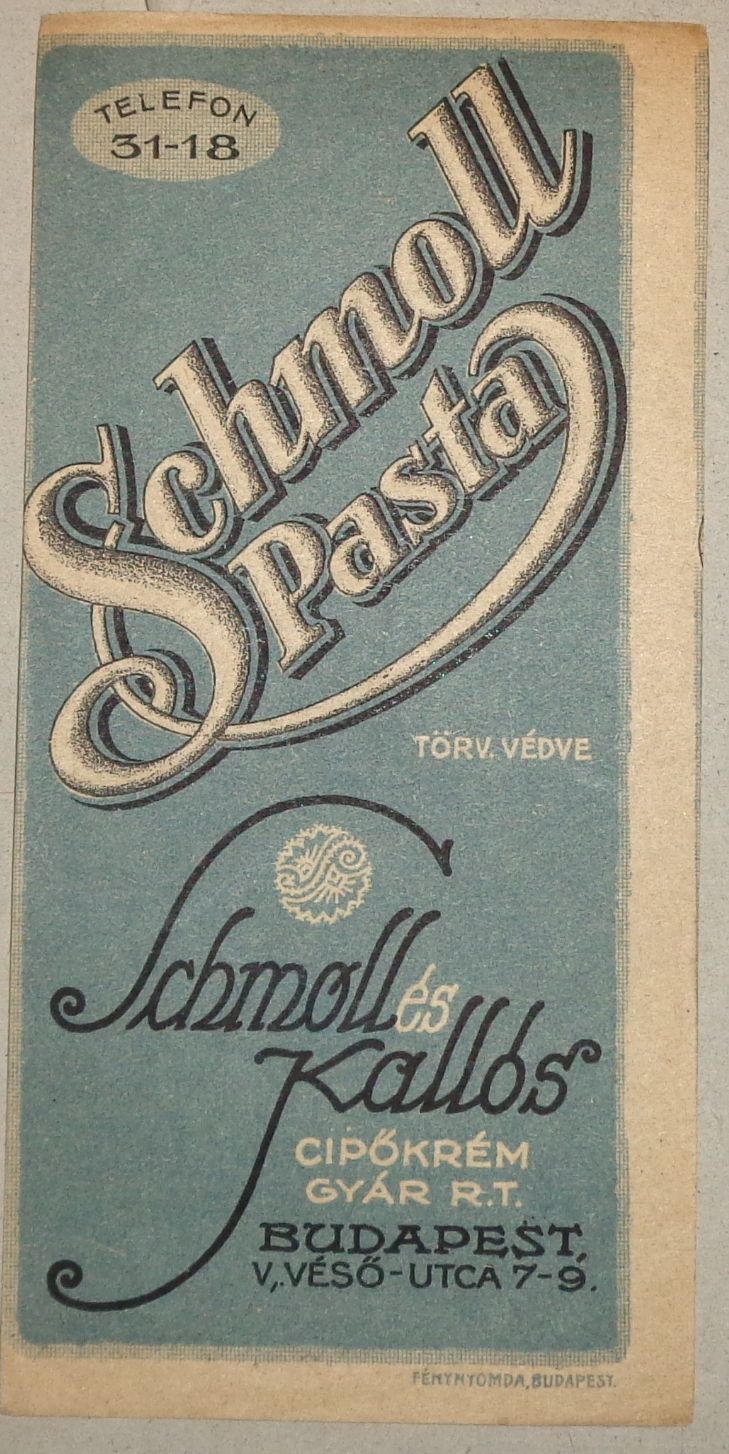 TELEFON
31-18
Schmoll
Pasta
TÖRV. VÉDVE
Schmoll és
Kallós
CIPŐKRÉM
GYÁR R.T.
BUDAPEST,
V., VÉSŐ-UTCA 7-9.
FÉNYNYOMDA, BUDAPEST.